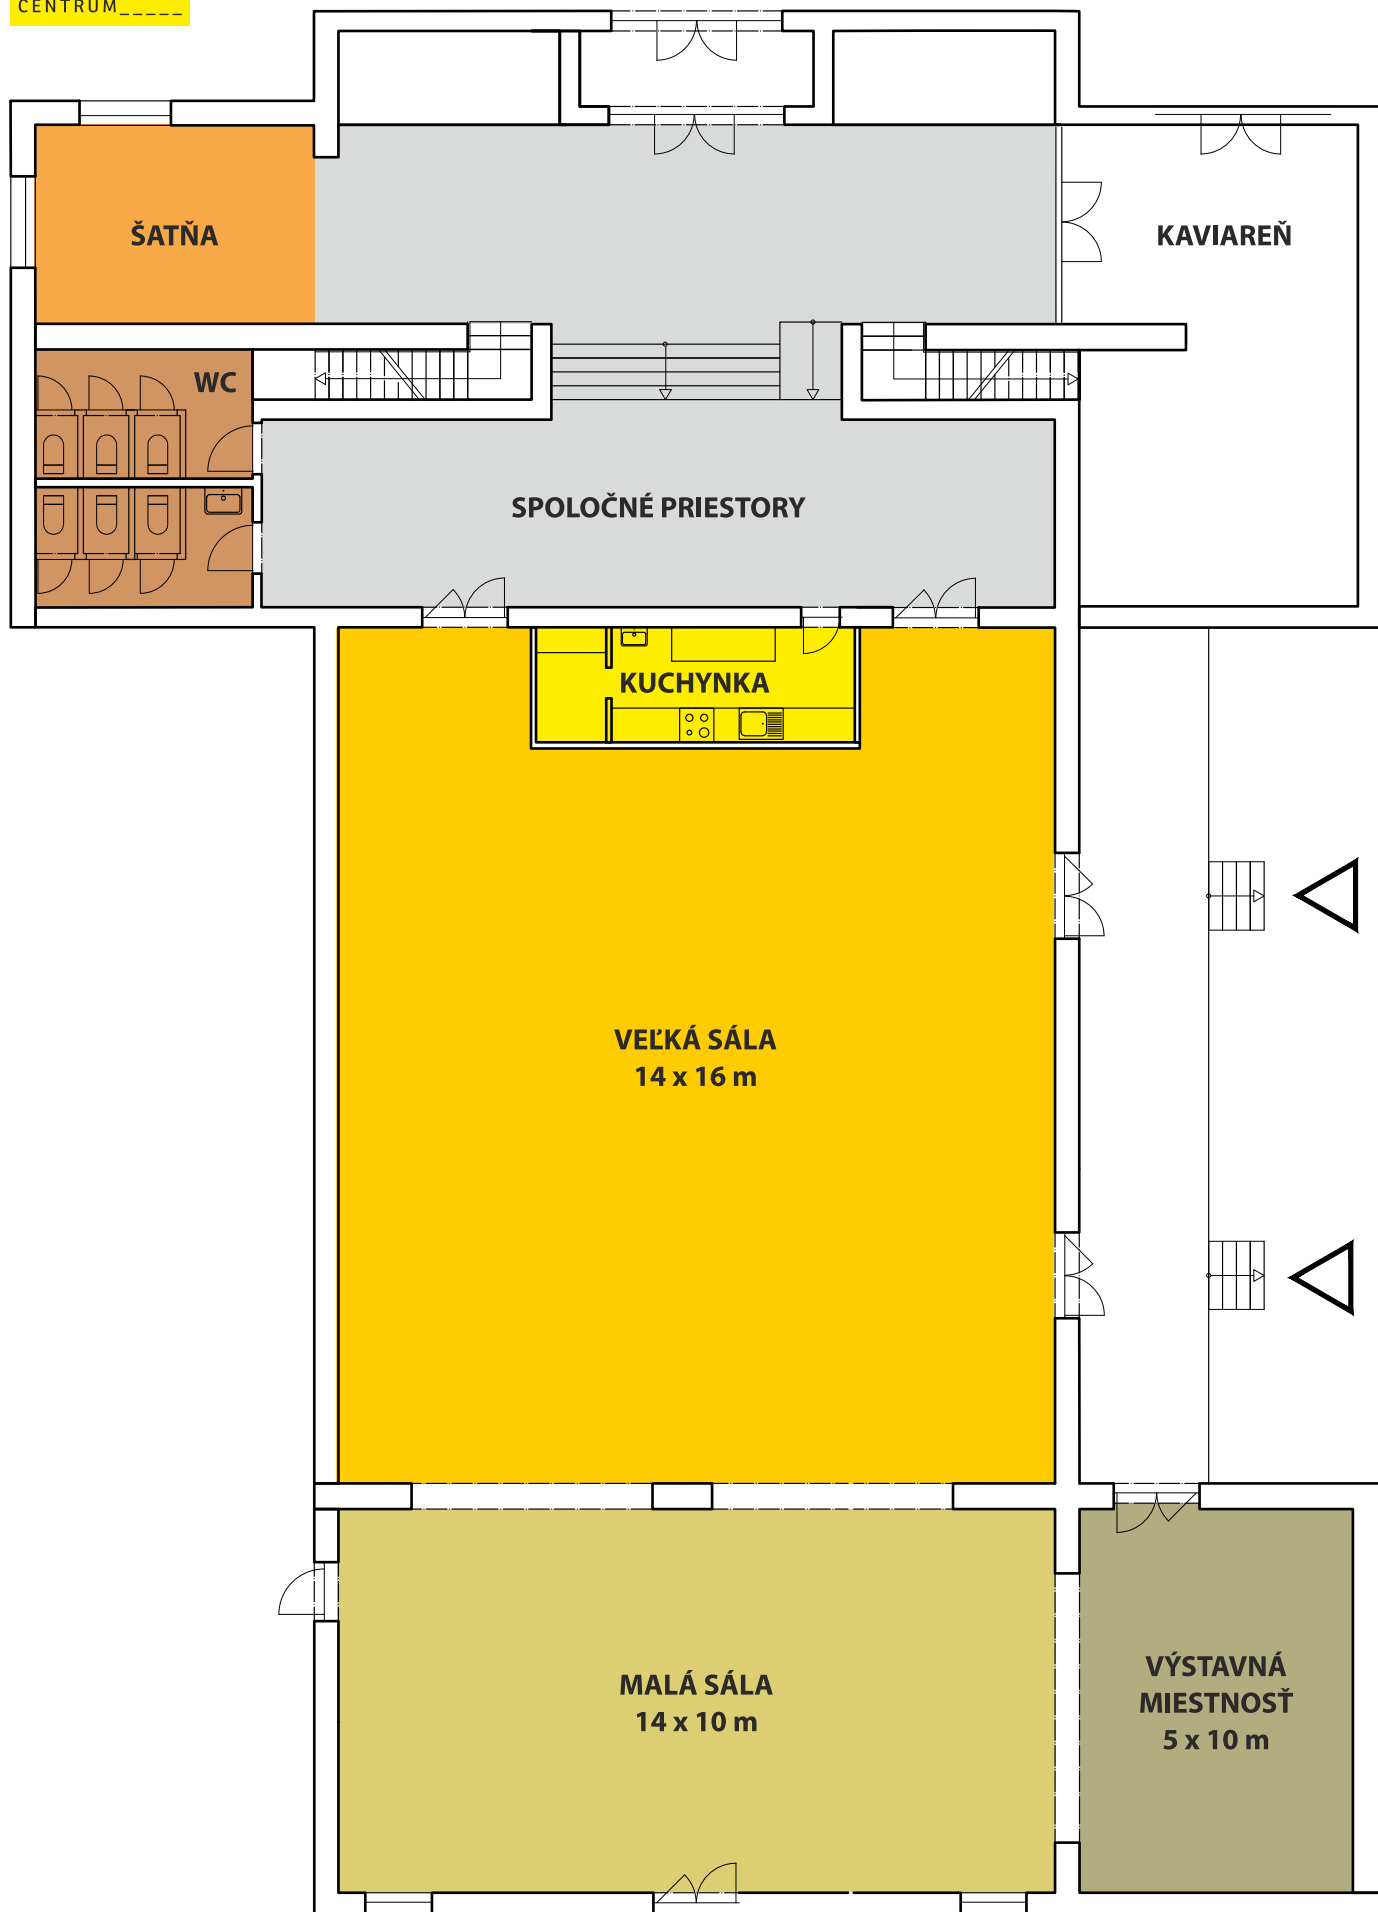 CENTRUM_____
ŠATŇA
KAVIAREŇ
WC
SPOLOČNÉ PRIESTORY
KUCHYNKA
VEĽKÁ SÁLA
14 x 16 m
MALÁ SÁLA
14 x 10 m
VÝSTAVNÁ
MIESTNOSŤ
5 x 10 m